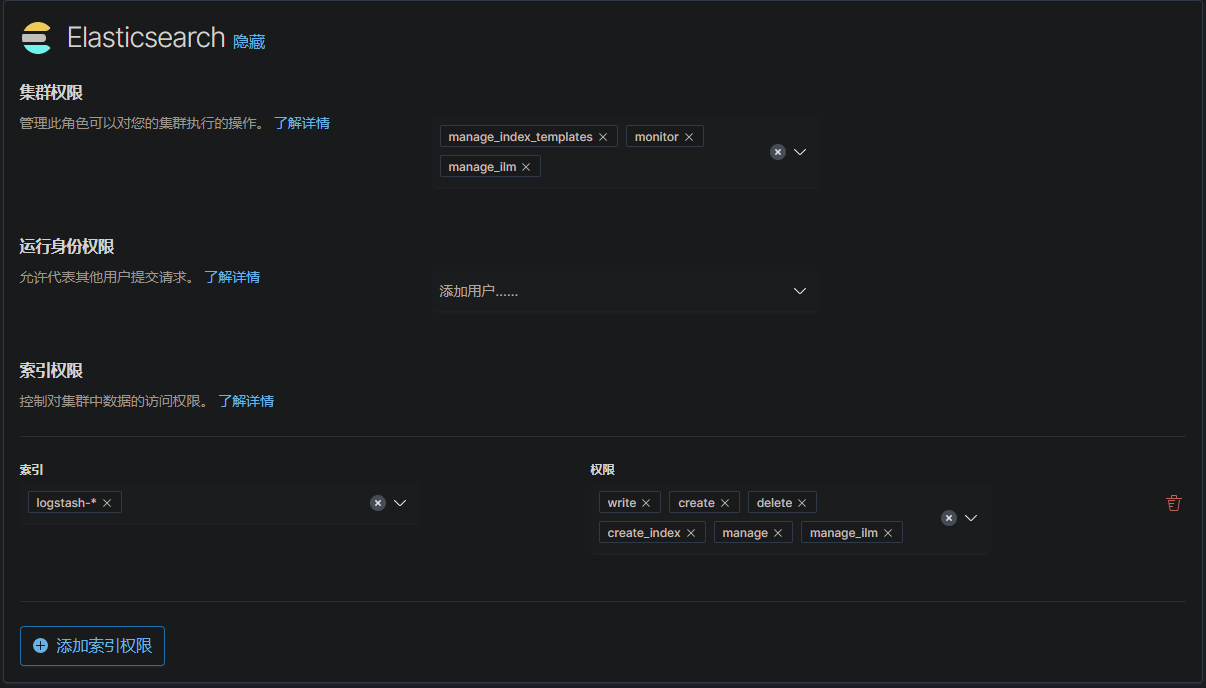 Elasticsearch 隐藏
集群权限
管理此角色可以对您的集群执行的操作。 了解详情
manage_index_templates × monitor ×
manage_ilm ×
运行身份权限
允许代表其他用户提交请求。 了解详情
添加用户......
索引权限
控制对集群中数据的访问权限。 了解详情
索引
logstash-* ×
权限
write × create × delete ×
create_index × manage × manage_ilm ×
添加索引权限